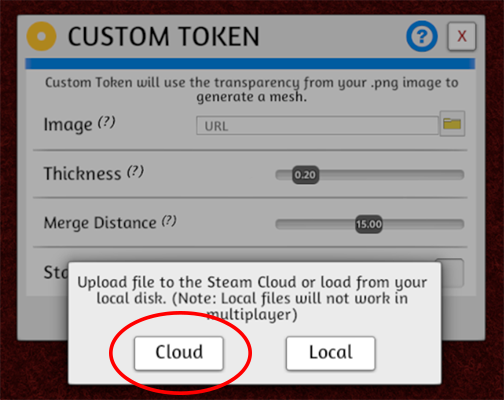 CUSTOM TOKEN
?
X
Custom Token will use the transparency from your .png image to
generate a mesh.
Image (?)
URL
Thickness (?)
0.20
Merge Distance (?)
15.00
Upload file to the Steam Cloud or load from your
local disk. (Note: Local files will not work in
multiplayer)
Cloud
Local